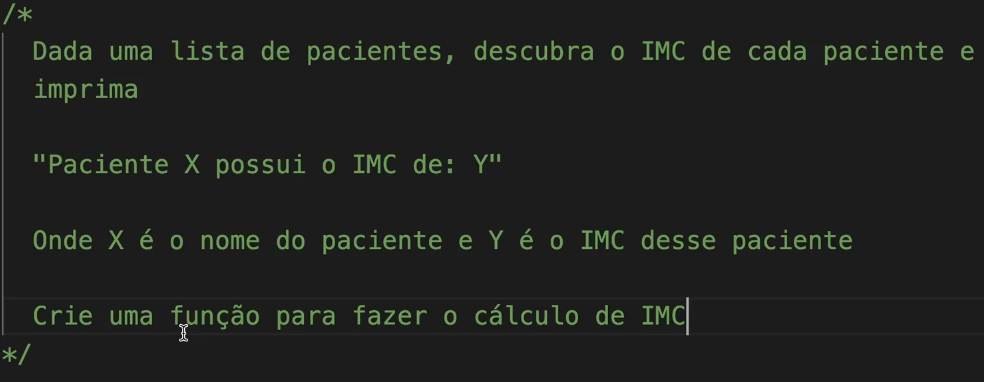 /*
Dada uma lista de pacientes, descubra o IMC de cada paciente e
imprima
"Paciente X possui o IMC de: Y"
Onde X é o nome do paciente e Y é o IMC desse paciente
Crie uma função para fazer o cálculo de IMC
*/